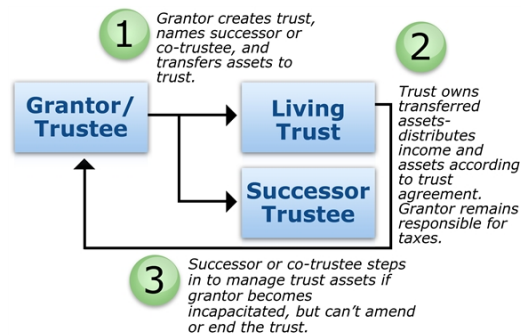 1
Grantor creates trust,
names successor or
co-trustee, and
transfers assets to
trust.
2
Grantor/
Trustee
Living
Trust
Successor
Trustee
Trust owns
transferred
assets-
distributes
income and
assets according
to trust
agreement.
Grantor remains
responsible for
taxes.
3
Successor or co-trustee steps
in to manage trust assets if
grantor becomes
incapacitated, but can't amend
or end the trust.